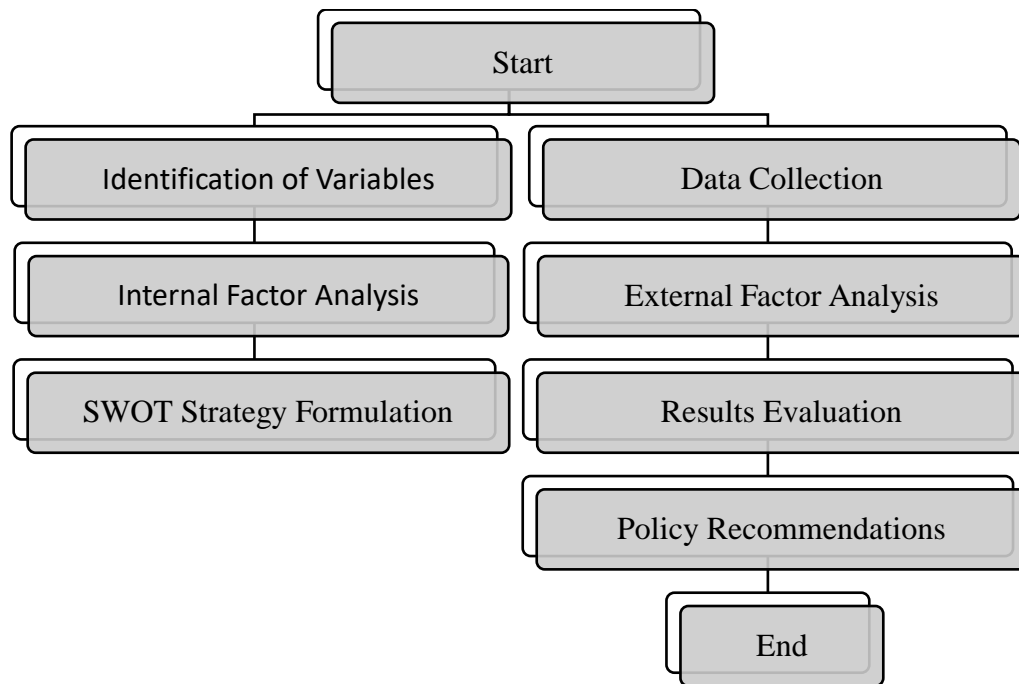 Start
Identification of Variables
Data Collection
Internal Factor Analysis
External Factor Analysis
SWOT Strategy Formulation
Results Evaluation
Policy Recommendations
End